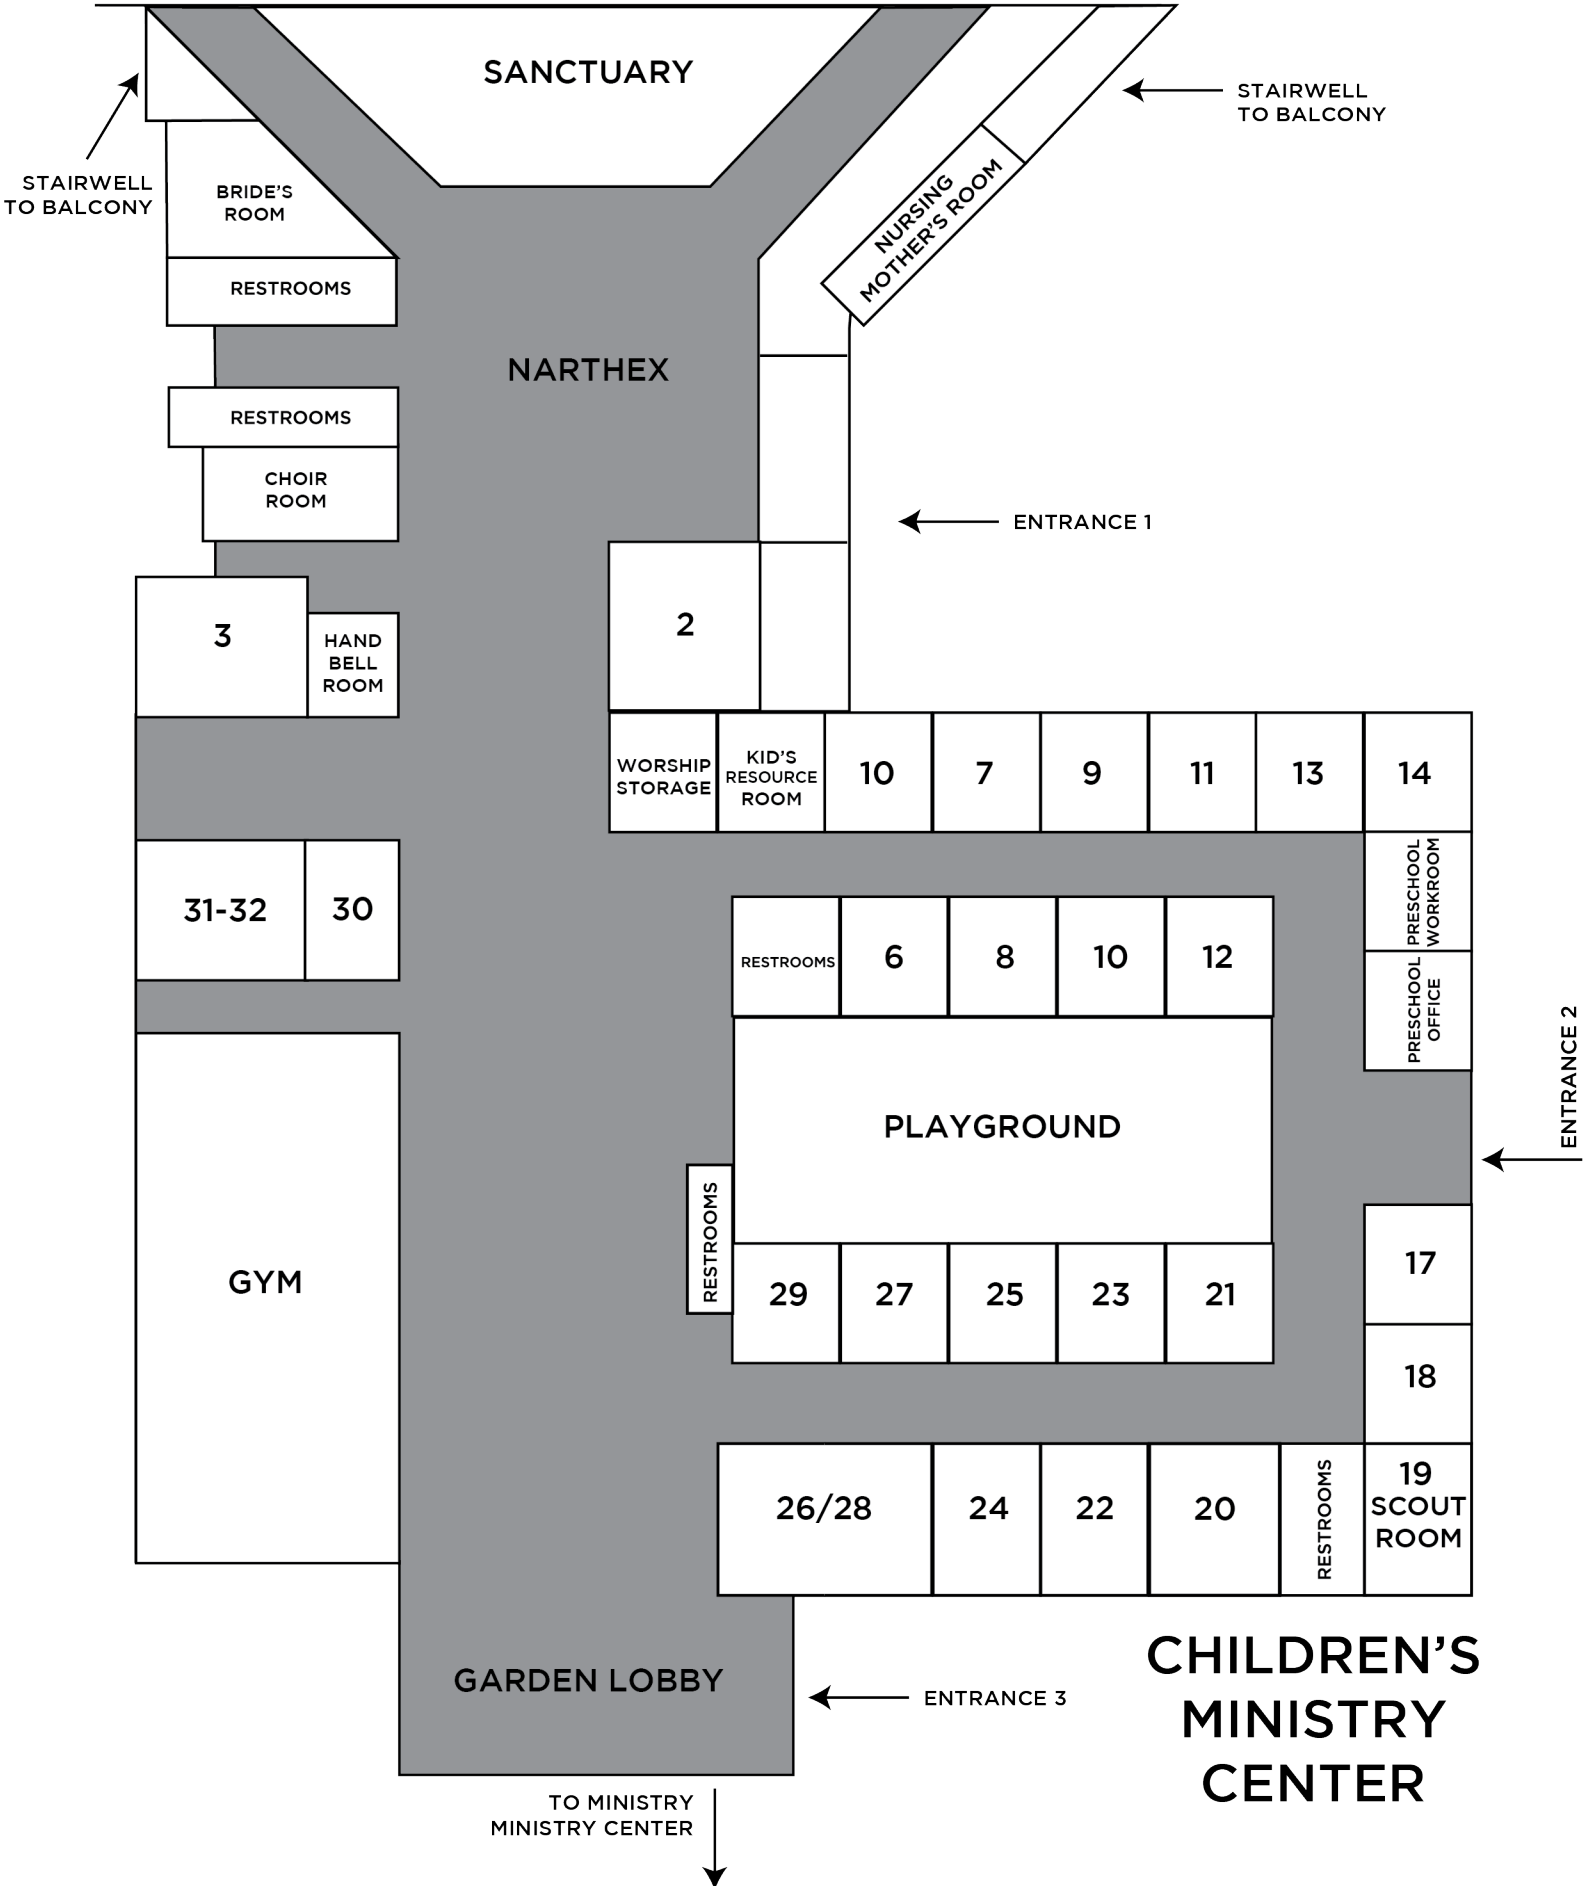 SANCTUARY
STAIRWELL
TO BALCONY
STAIRWELL
TO BALCONY
BRIDE'S
ROOM
NURSING
MOTHER'S ROOM
RESTROOMS
NARTHEX
RESTROOMS
CHOIR
ROOM
ENTRANCE 1
3
HAND
BELL
ROOM
2
WORSHIP
STORAGE
KID'S
RESOURCE
ROOM
10
7
9
11
13
14
PRESCHOOL
WORKROOM
31-32
30
RESTROOMS
6
8
10
12
PRESCHOOL
OFFICE
ENTRANCE 2
PLAYGROUND
RESTROOMS
GYM
29
27
25
23
21
17
18
26/28
24
22
20
RESTROOMS
19
SCOUT
ROOM
GARDEN LOBBY
ENTRANCE 3
CHILDREN'S
MINISTRY
CENTER
TO MINISTRY
MINISTRY CENTER